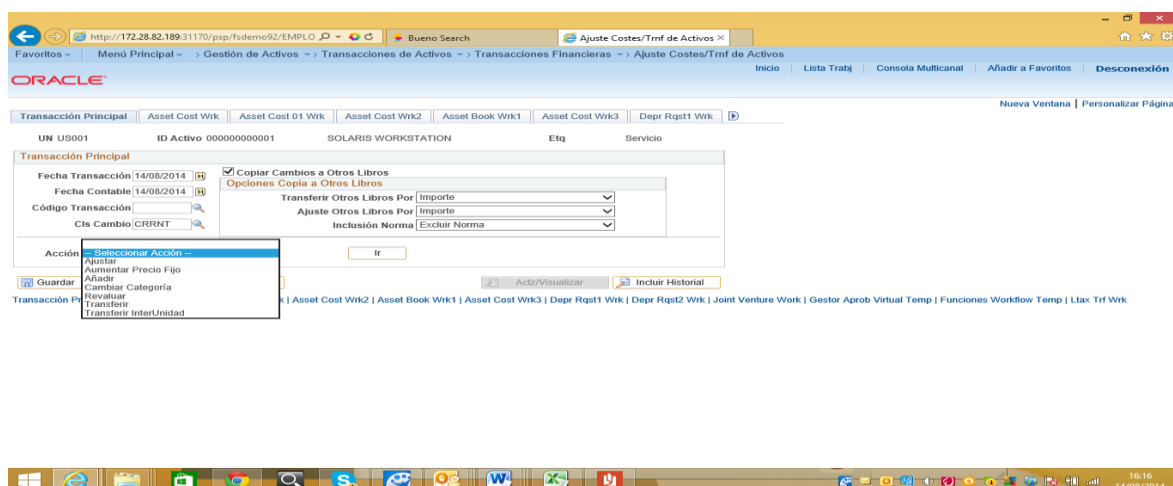 http://172.28.82.189:31170/psp/fsdemo92/EMPLO
Bueno Search
Ajuste Costes/Trnf de Activos
Favoritos
Menú Principal > Gestión de Activos > Transacciones de Activos > Transacciones Financieras > Ajuste Costes/Trnf de Activos
Inicio | Lista Trabj | Consola Multicanal | Añadir a Favoritos | Desconexión
ORACLE
Nueva Ventana | Personalizar Página
Transacción Principal | Asset Cost Wrk | Asset Cost 01 Wrk | Asset Cost Wrk2 | Asset Book Wrk1 | Asset Cost Wrk3 | Depr Rqst1 Wrk
UN US001 ID Activo 000000000001 SOLARIS WORKSTATION Etq Servicio
Transacción Principal
Fecha Transacción 14/08/2014 Copiar Cambios a Otros Libros
Opciones Copia a Otros Libros
Fecha Contable 14/08/2014 Transferir Otros Libros Por Importe
Código Transacción Ajuste Otros Libros Por Importe
Cls Cambio CRRNT Inclusión Norma Excluir Norma
Acción -- Seleccionar Acción -- Ir
Ajustar
Aumentar Precio Fijo
Añadir
Cambiar Categoría
Revaluar
Transferir
Transferir InterUnidad
Guardar Actz/Visualizar Incluir Historial
Transacción Pr | Asset Cost Wrk2 | Asset Book Wrk1 | Asset Cost Wrk3 | Depr Rqst1 Wrk | Depr Rqst2 Wrk | Joint Venture Work | Gestor Aprob Virtual Temp | Funciones Workflow Temp | Ltax Trf Wrk
16:16
14/08/2014